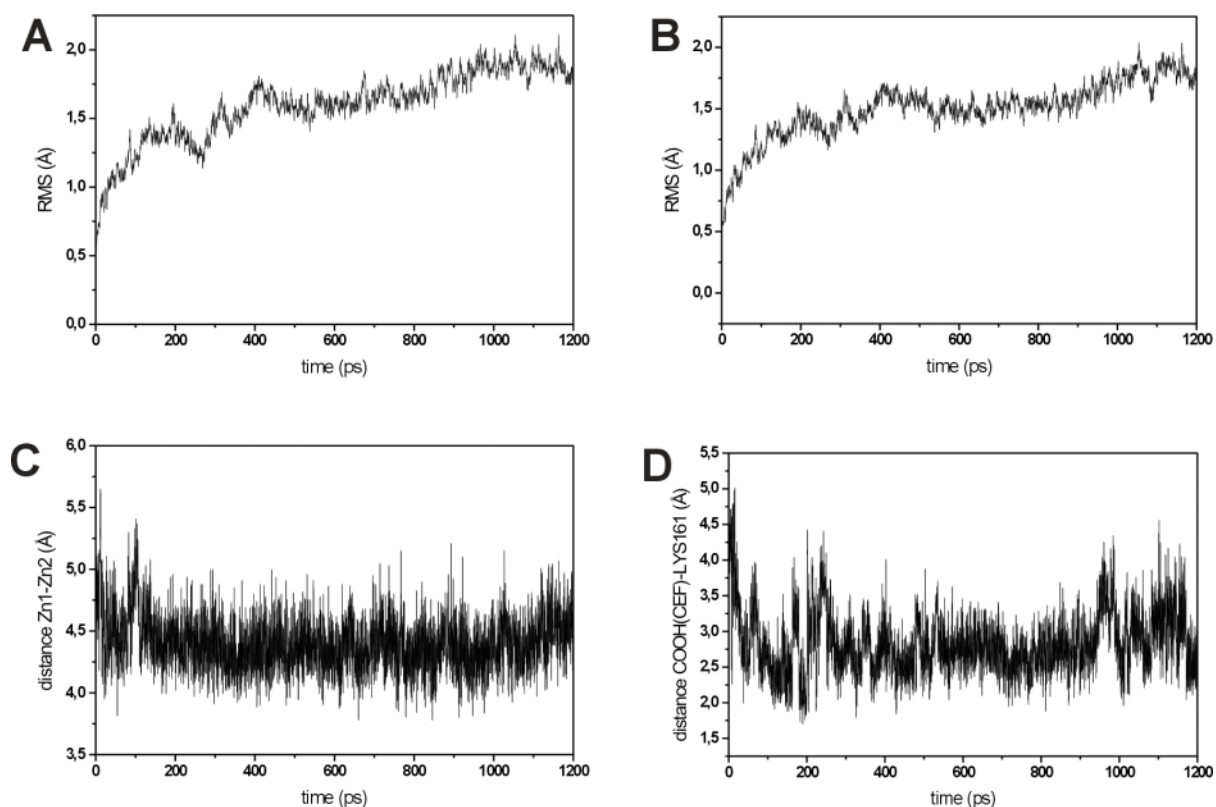 A
2,0
1,5
1,0
0,5
0,0
RMS (Å)
0 200 400 600 800 1000 1200
time (ps)
B
2,0
1,5
1,0
0,5
0,0
RMS (Å)
0 200 400 600 800 1000 1200
time (ps)
C
6,0
5,5
5,0
4,5
4,0
3,5
distance Zn1-Zn2 (Å)
0 200 400 600 800 1000 1200
time (ps)
D
5,5
5,0
4,5
4,0
3,5
3,0
2,5
2,0
1,5
distance COOH(CEF)-LYS161 (Å)
0 200 400 600 800 1000 1200
time (ps)